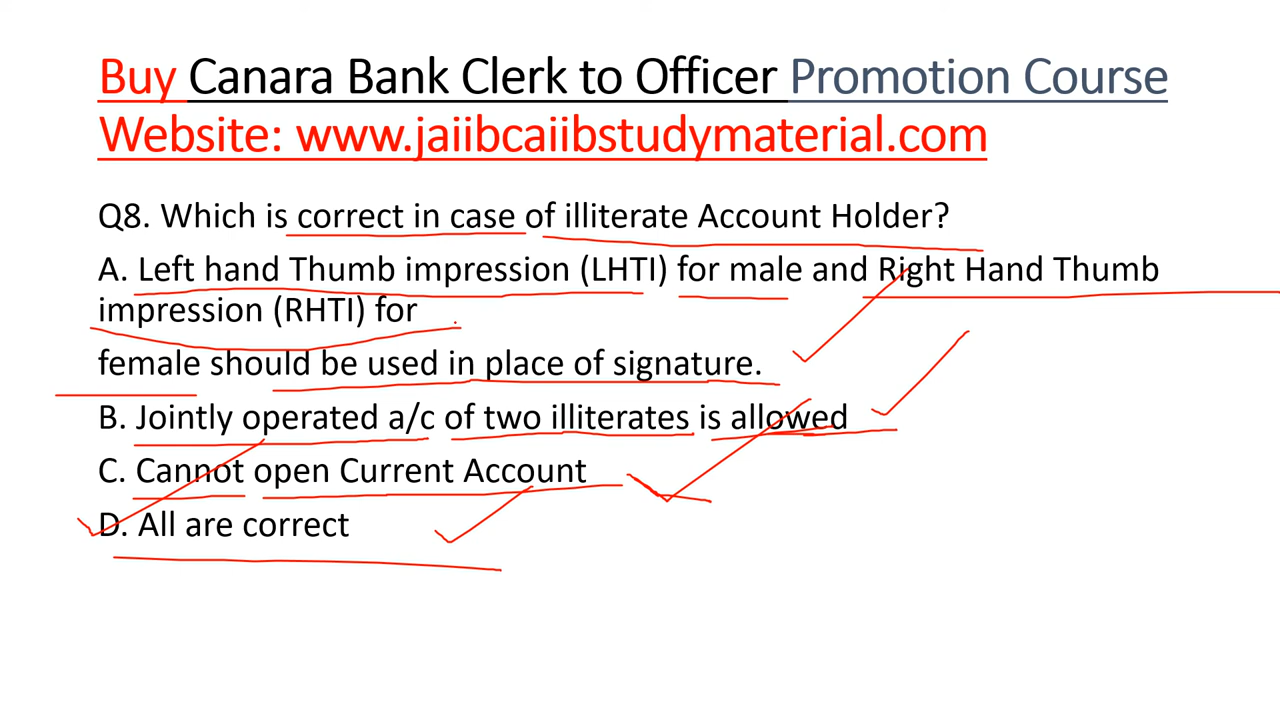 Buy Canara Bank Clerk to Officer Promotion Course
Website: www.jaiibcaiibstudymaterial.com
Q8. Which is correct in case of illiterate Account Holder?
A. Left hand Thumb impression (LHTI) for male and Right Hand Thumb
impression (RHTI) for
female should be used in place of signature.
B. Jointly operated a/c of two illiterates is allowed
C. Cannot open Current Account
D. All are correct